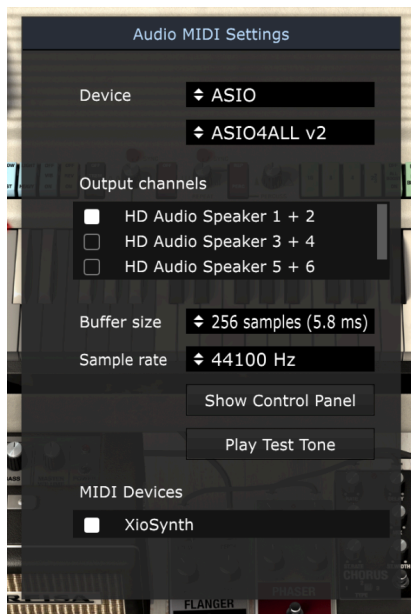 Audio MIDI Settings
Device
ASIO
ASIO4ALL v2
Output channels
HD Audio Speaker 1 + 2
HD Audio Speaker 3 + 4
HD Audio Speaker 5 + 6
Buffer size
256 samples (5.8 ms)
Sample rate
44100 Hz
Show Control Panel
Play Test Tone
MIDI Devices
XioSynth
CHORUS
PHASER
FLANGER